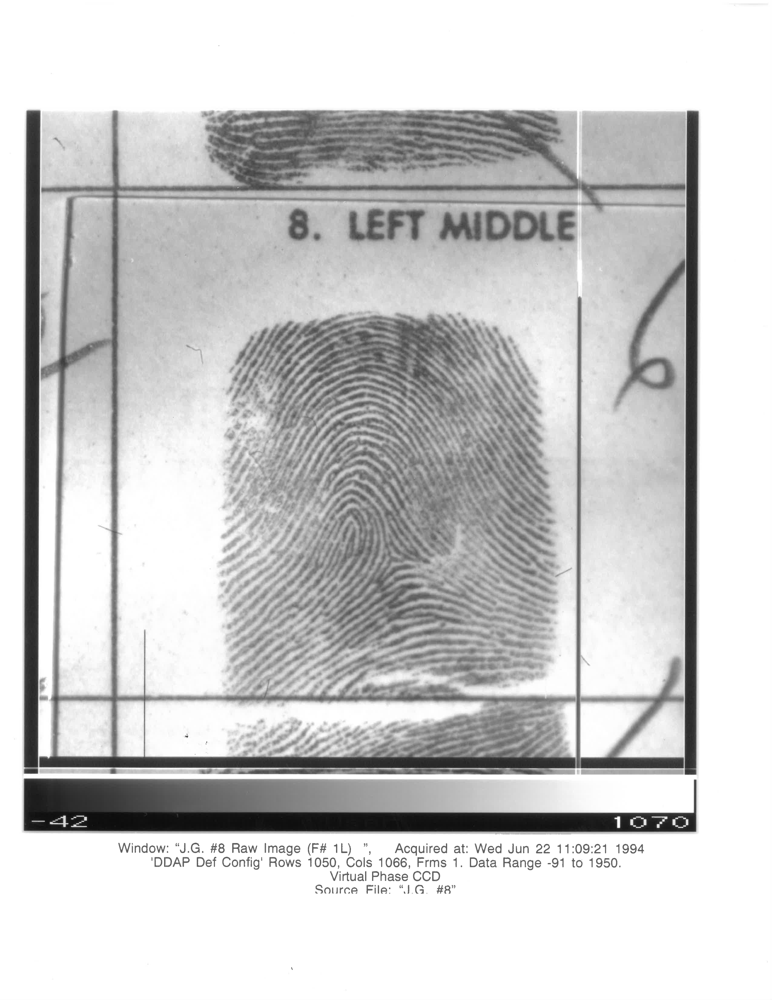 8. LEFT MIDDLE
-42 1070
Window: “J.G. #8 Raw Image (F# 1L) ”, Acquired at: Wed Jun 22 11:09:21 1994
'DDAP Def Config' Rows 1050, Cols 1066, Frms 1. Data Range -91 to 1950.
Virtual Phase CCD
Source File: “J.G. #8”